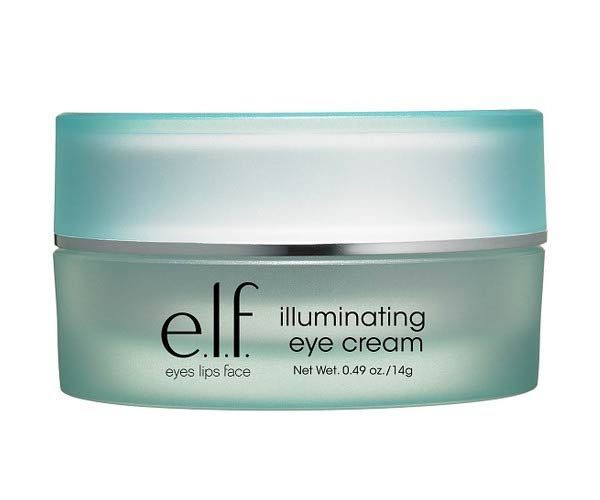 e.l.f.
eyes lips face
illuminating
eye cream
Net Wet. 0.49 oz./14g